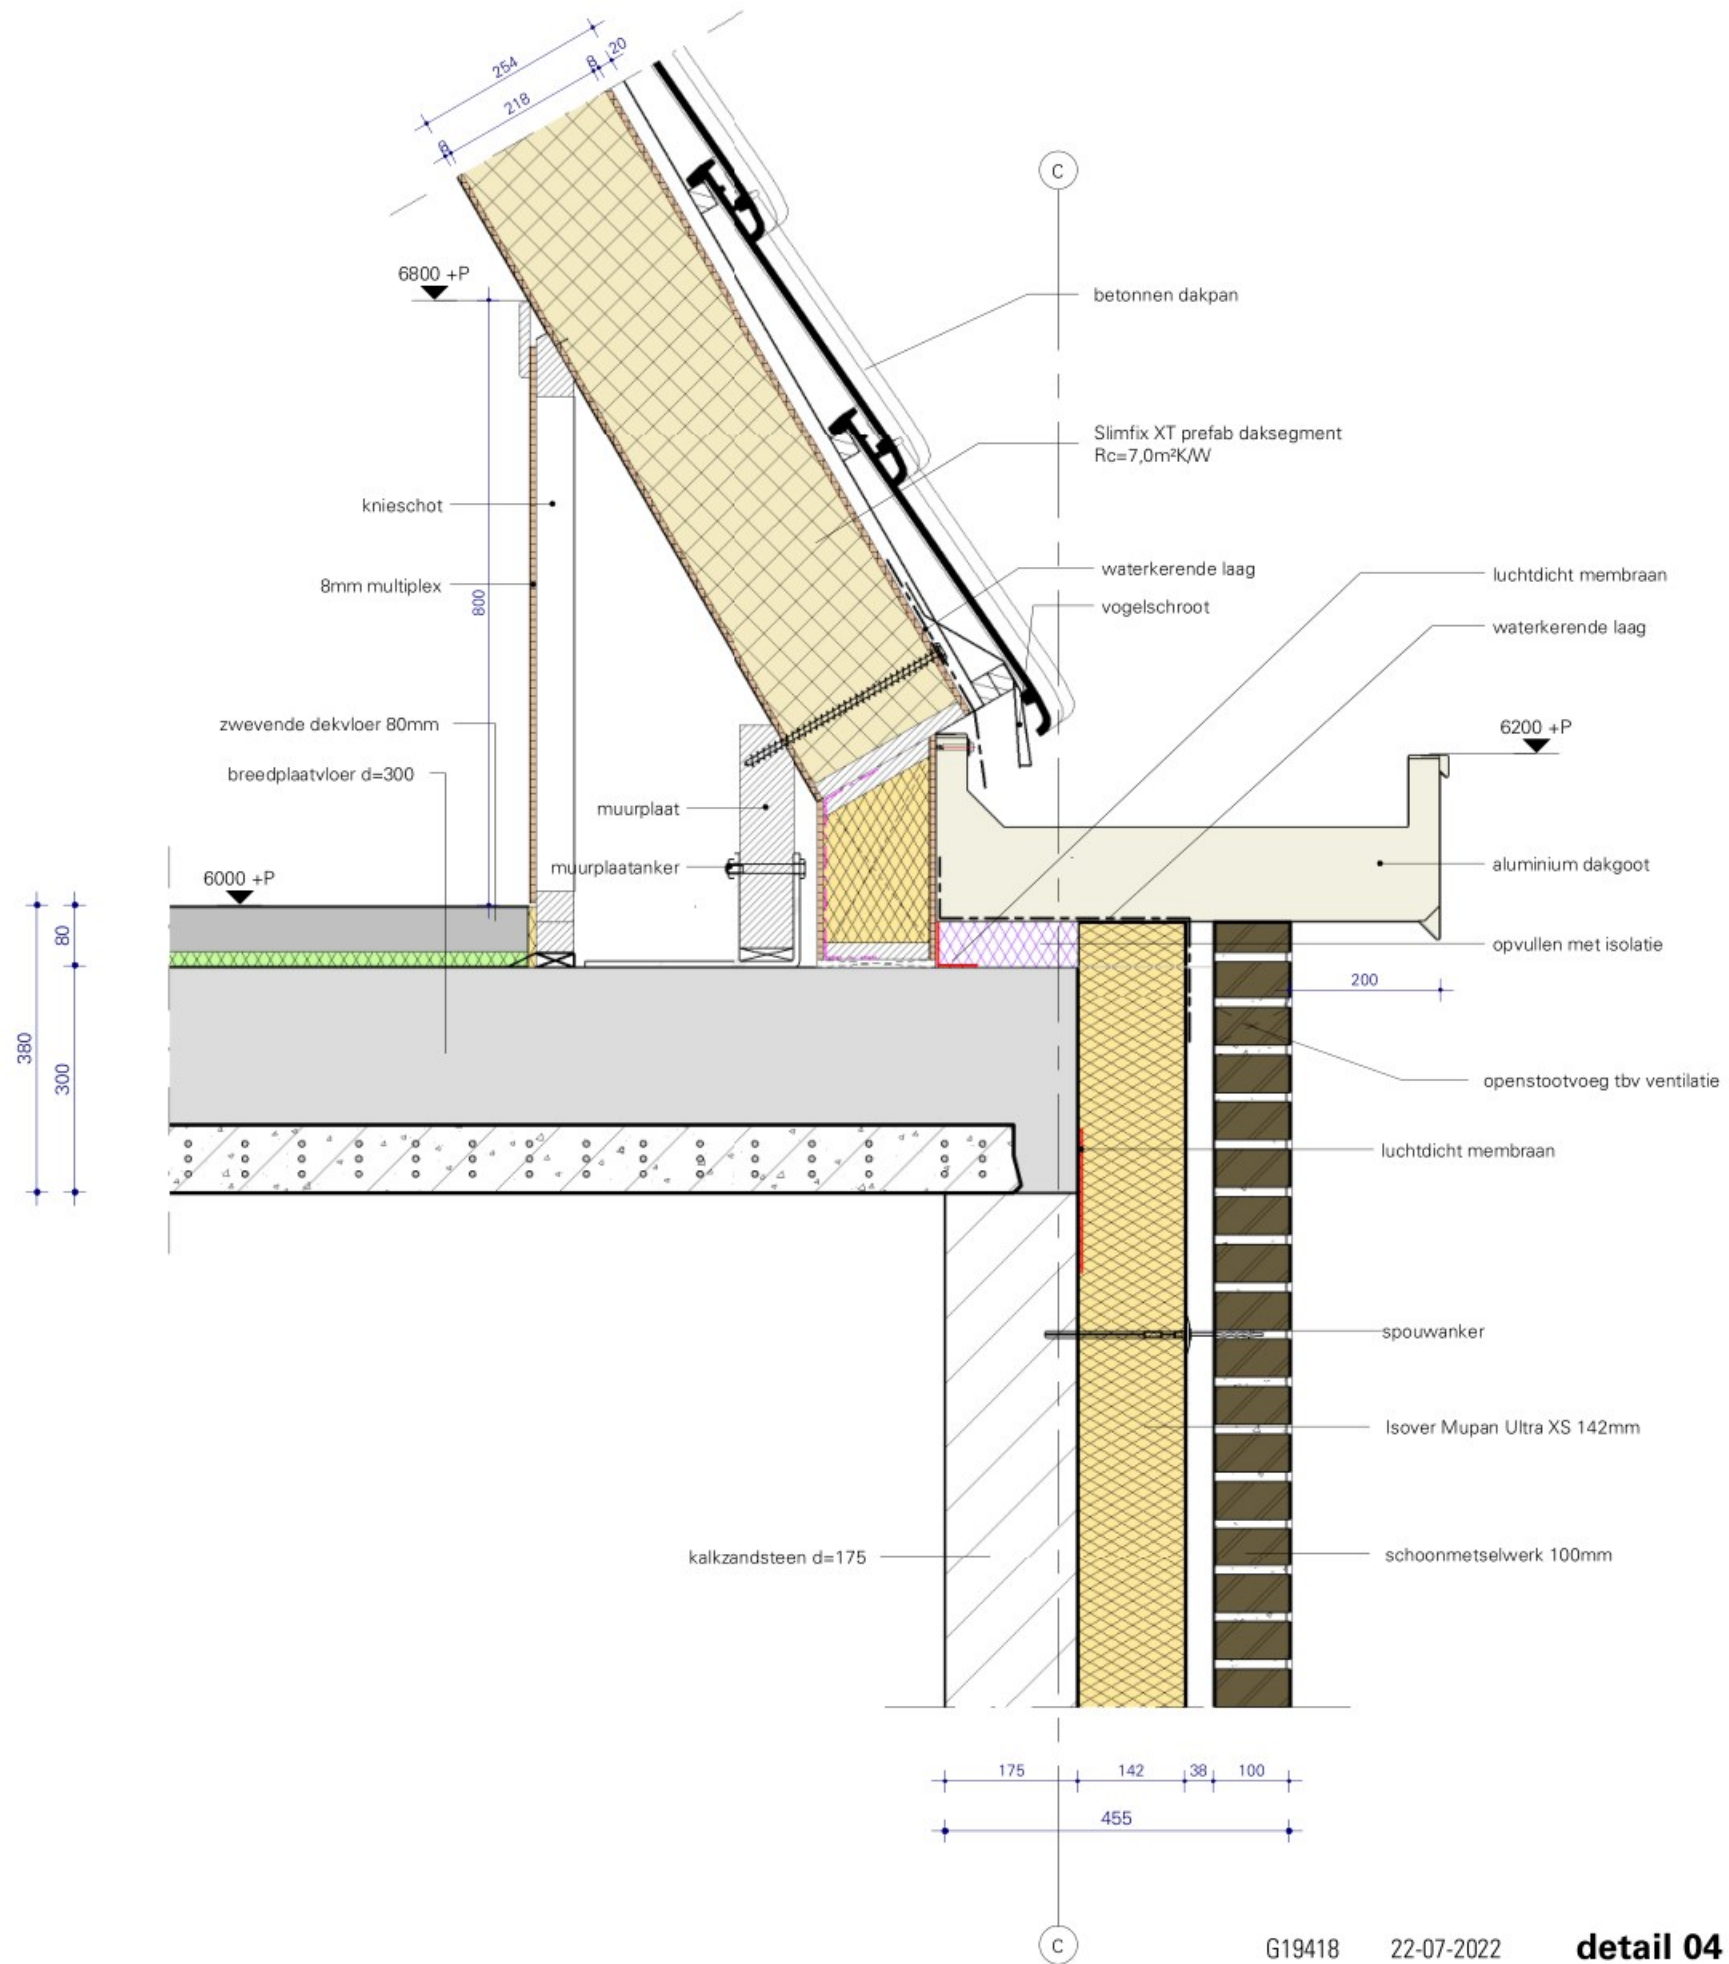 254
8
20
218
8
C
6800 +P
betonnen dakpan
Slimfix XT prefab daksegment
Rc=7,0m²K/W
knieschot
waterkerende laag
luchtdicht membraan
8mm multiplex
800
vogelschroot
waterkerende laag
zwevende dekvloer 80mm
6200 +P
breedplaatvloer d=300
muurplaat
muurplaatanker
aluminium dakgoot
6000 +P
80
opvullen met isolatie
200
380
300
openstootvoeg tbv ventilatie
luchtdicht membraan
spouwanker
Isover Mupan Ultra XS 142mm
kalkzandsteen d=175
schoonmetselwerk 100mm
175
142
38
100
455
C
G19418 22-07-2022 detail 04